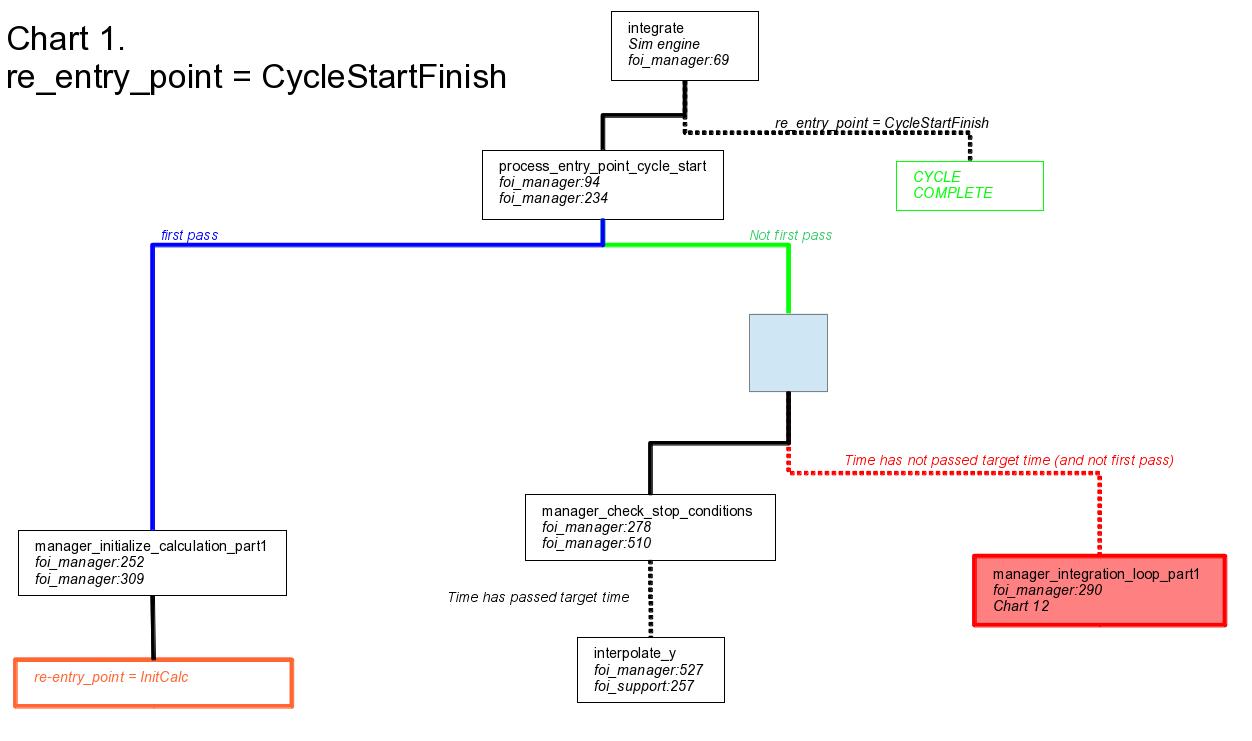 Chart 1.
re_entry_point = CycleStartFinish
integrate
Sim engine
foi_manager:69
re_entry_point = CycleStartFinish
process_entry_point_cycle_start
foi_manager:94
foi_manager:234
CYCLE
COMPLETE
first pass
Not first pass
Time has not passed target time (and not first pass)
manager_check_stop_conditions
foi_manager:278
foi_manager:510
manager_initialize_calculation_part1
foi_manager:252
foi_manager:309
manager_integration_loop_part1
foi_manager:290
Chart 12
Time has passed target time
interpolate_y
foi_manager:527
foi_support:257
re-entry_point = InitCalc